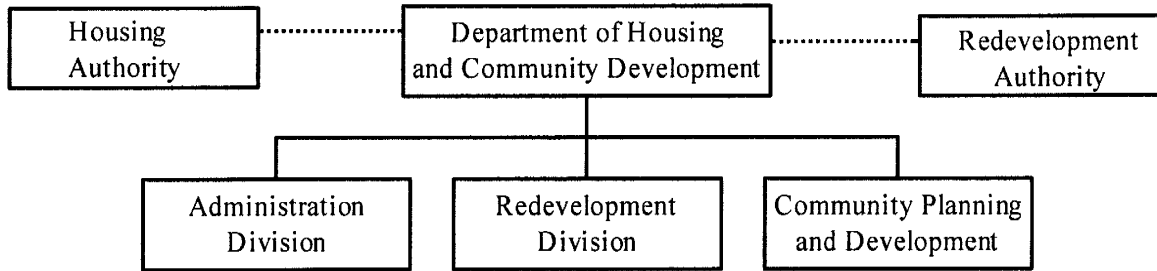 Housing
Authority
Department of Housing
and Community Development
Redevelopment
Authority
Administration
Division
Redevelopment
Division
Community Planning
and Development